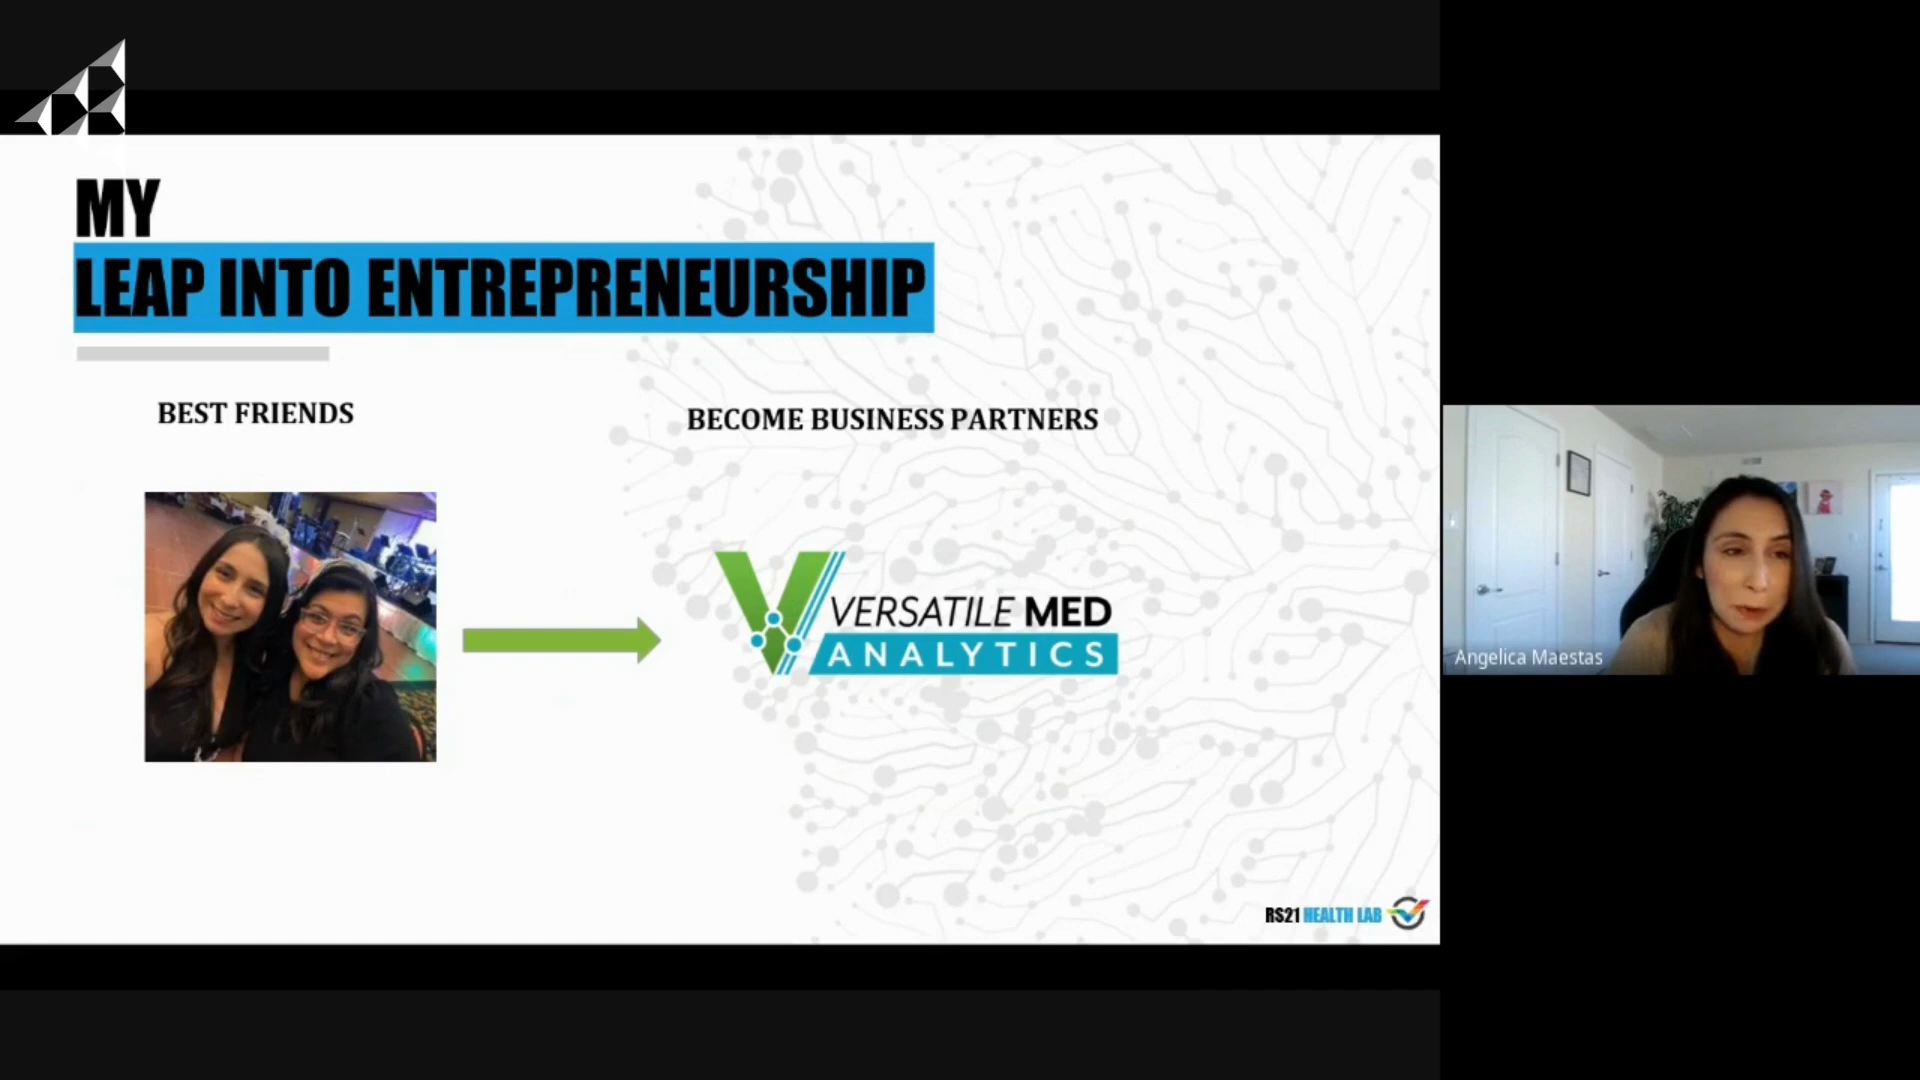 MY
LEAP INTO ENTREPRENEURSHIP
BEST FRIENDS
BECOME BUSINESS PARTNERS
VERSATILE MED
ANALYTICS
Angelica Maestas
RS21 HEALTH LAB